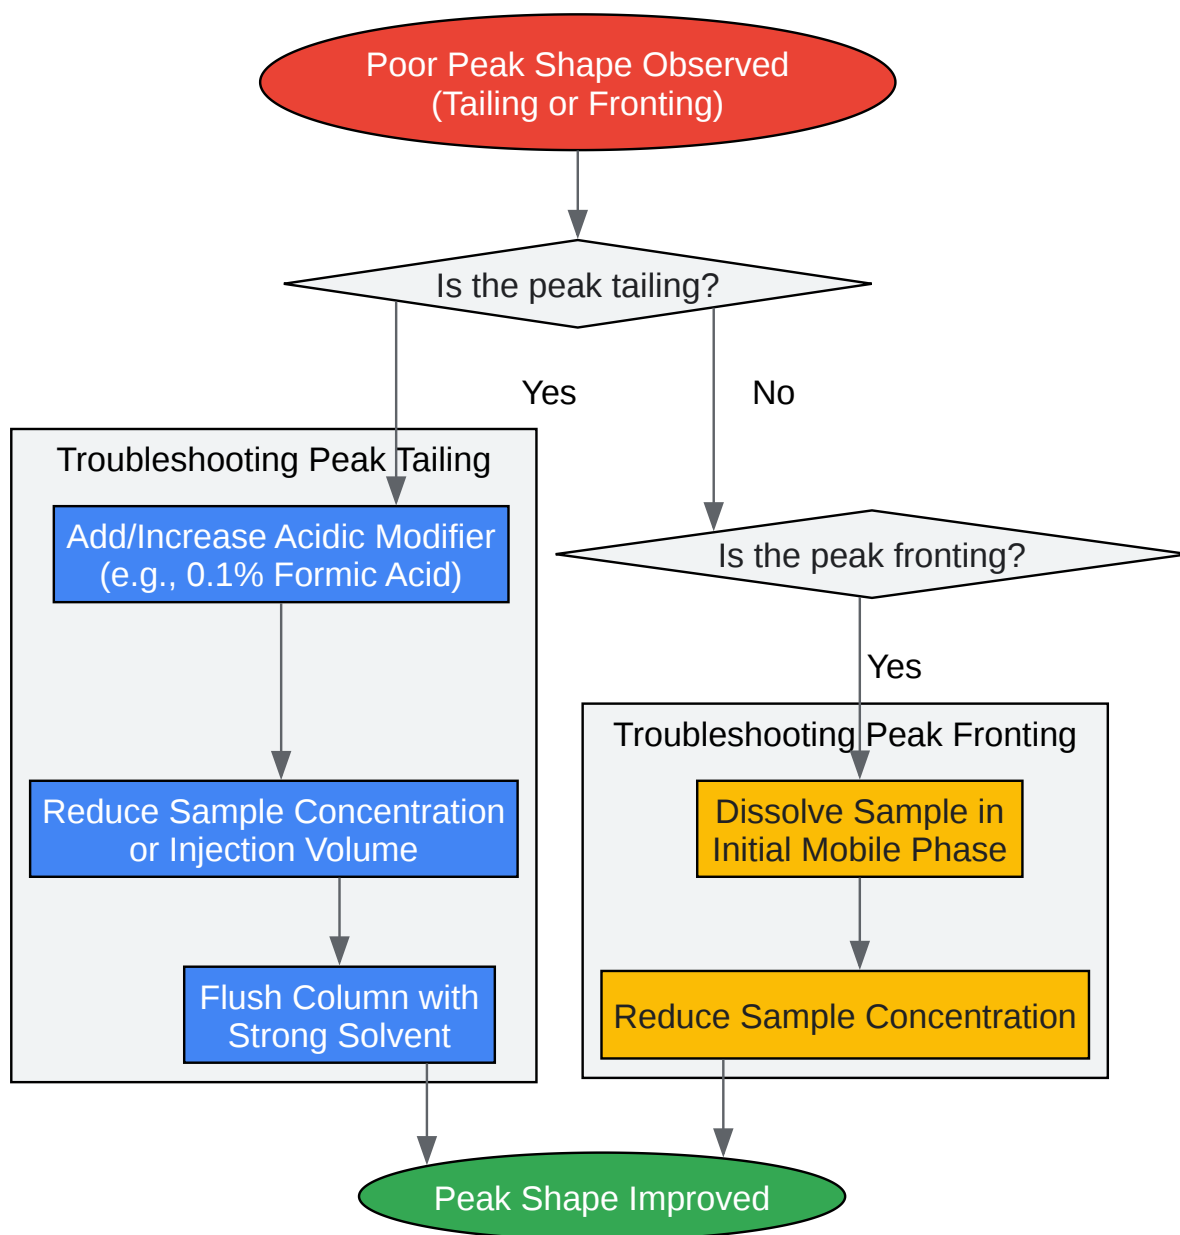 Poor Peak Shape Observed
(Tailing or Fronting)
Is the peak tailing?
Yes
No
Troubleshooting Peak Tailing
Add/Increase Acidic Modifier
(e.g., 0.1% Formic Acid)
Reduce Sample Concentration
or Injection Volume
Flush Column with
Strong Solvent
Is the peak fronting?
Yes
Troubleshooting Peak Fronting
Dissolve Sample in
Initial Mobile Phase
Reduce Sample Concentration
Peak Shape Improved